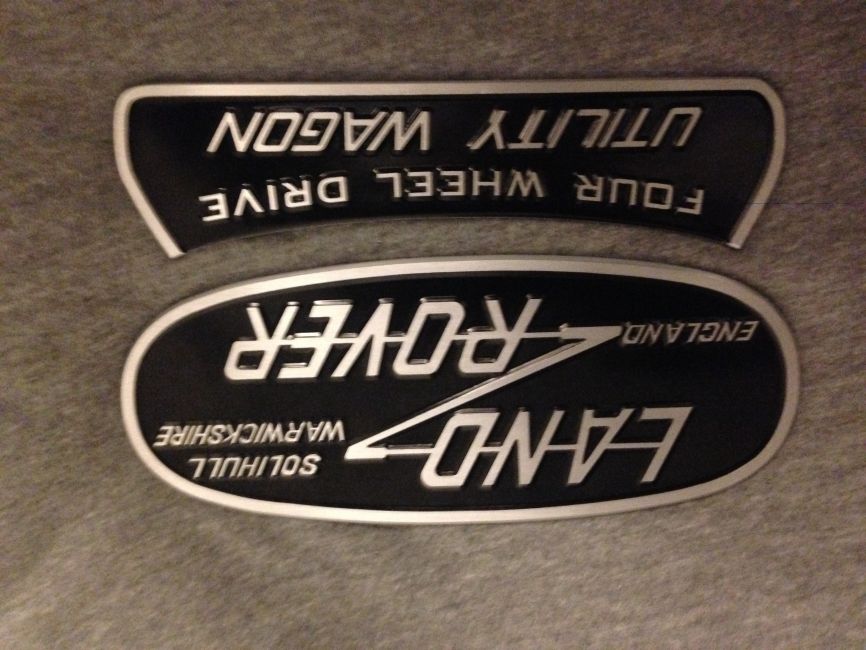 LAND
ROVER
SOLIHULL
WARWICKSHIRE
ENGLAND
FOUR WHEEL DRIVE
UTILITY WAGON